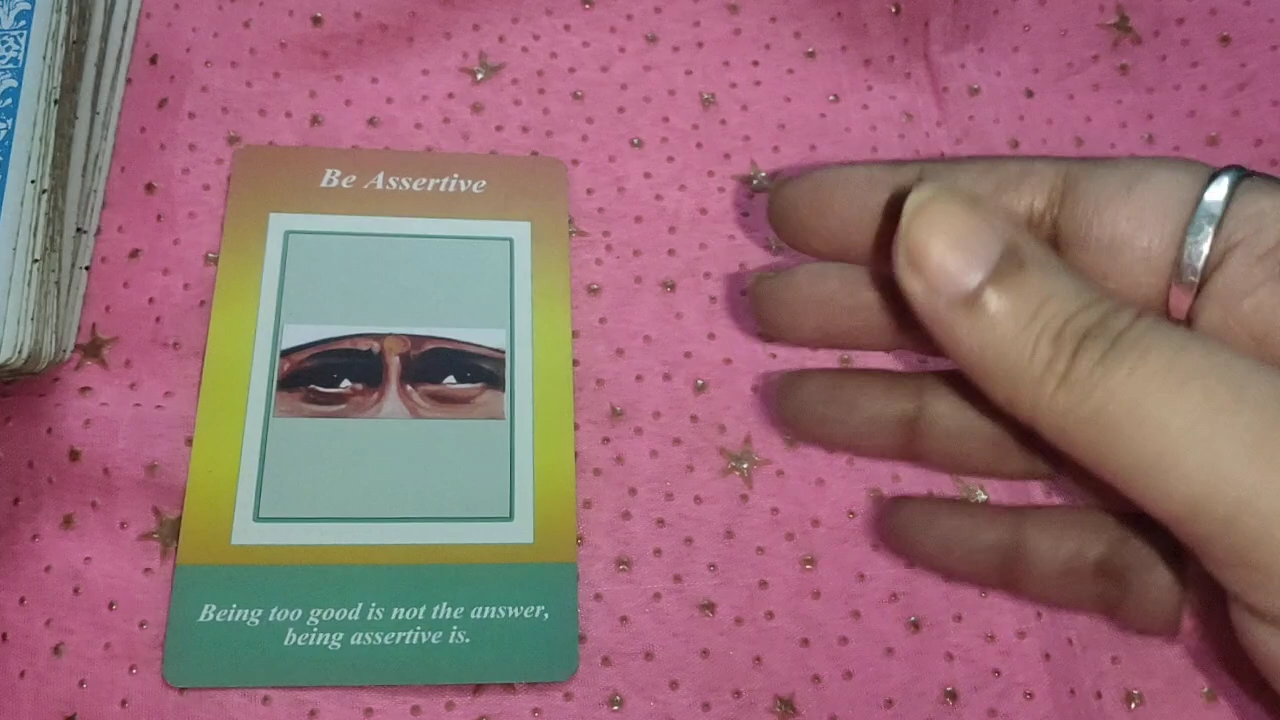 Be Assertive
Being too good is not the answer,
being assertive is.